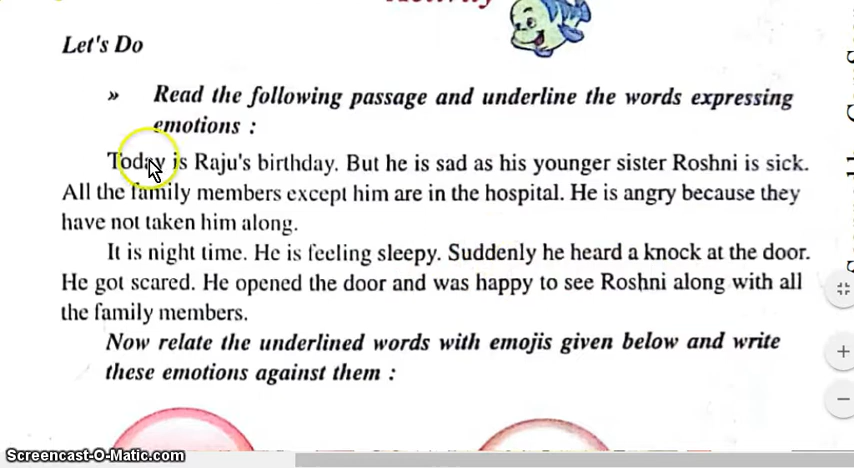 Let's Do
» Read the following passage and underline the words expressing
emotions :
Today is Raju's birthday. But he is sad as his younger sister Roshni is sick.
All the family members except him are in the hospital. He is angry because they
have not taken him along.
It is night time. He is feeling sleepy. Suddenly he heard a knock at the door.
He got scared. He opened the door and was happy to see Roshni along with all
the family members.
Now relate the underlined words with emojis given below and write
these emotions against them :
Screencast-O-Matic.com